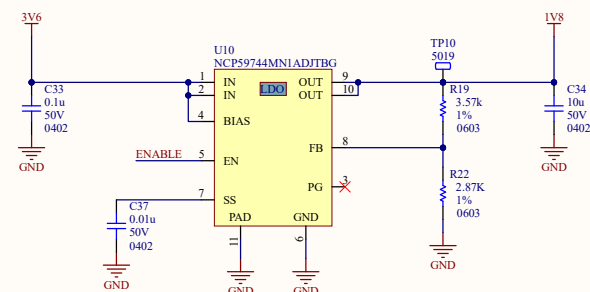 3V6
1V8
U10
NCP59744MN1ADJTBG
TP10
5019
C33
0.1u
50V
0402
GND
1 IN
2 IN
4 BIAS
ENABLE 5 EN
7 SS
LDO
OUT 9
OUT 10
FB 8
PG 3
PAD
11
GND
6
R19
3.57k
1%
0603
C34
10u
50V
0402
GND
R22
2.87K
1%
0603
GND
C37
0.01u
50V
0402
GND
GND
GND